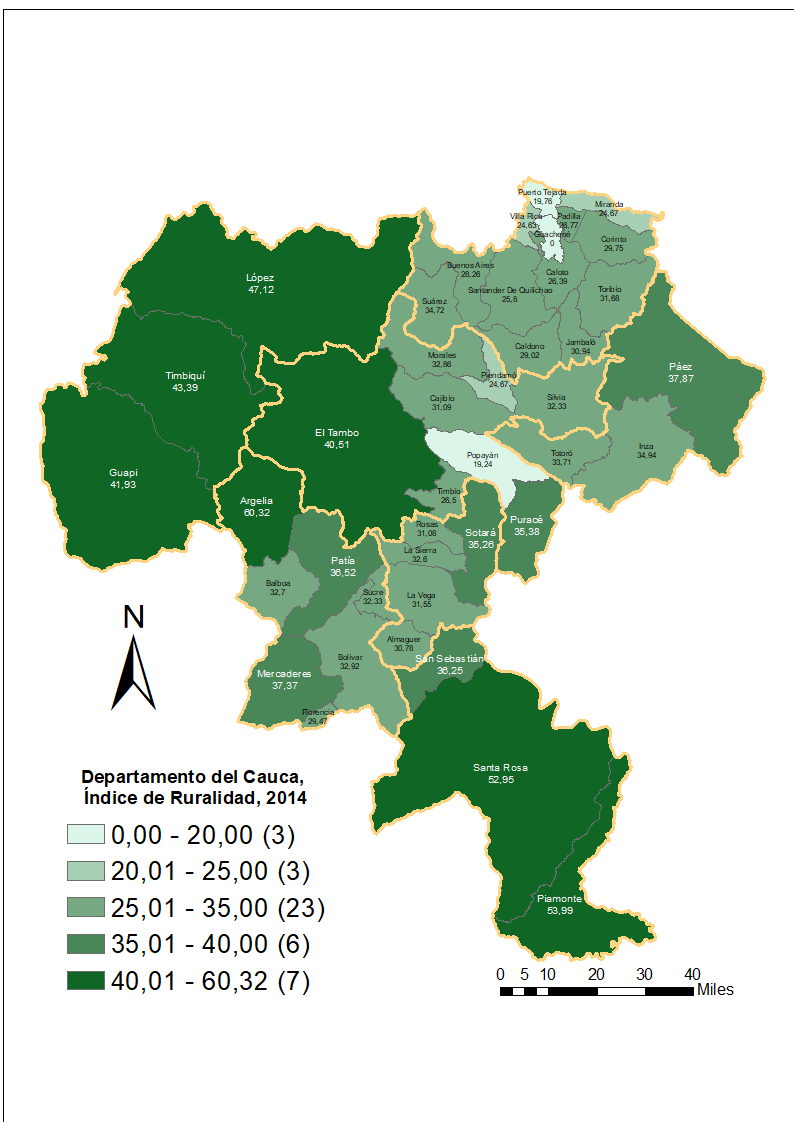 Puerto Tejada
19,76
Miranda
24,67
Villa Rica
24,63
Padilla
26,77
Guachené
0
Corinto
29,75
Buenos Aires
28,26
Caloto
26,39
Santander De Quilichao
25,8
Toribio
31,68
López
47,12
Suárez
34,72
Caldono
29,02
Jambaló
30,94
Morales
32,86
Piendamó
24,67
Páez
37,87
Timbiquí
43,39
Cajibío
31,09
Silvia
32,33
El Tambo
40,51
Popayán
19,24
Totoró
33,71
Inza
34,94
Guapi
41,93
Argelia
60,32
Timbío
26,5
Rosas
31,08
Sotará
35,26
Puracé
35,38
La Sierra
32,6
Patía
36,52
Balboa
32,7
Sucre
32,33
La Vega
31,55
Almaguer
30,78
San Sebastián
36,25
Bolívar
32,92
Mercaderes
37,37
Florencia
29,47
N
Santa Rosa
52,95
Piamonte
53,99
Departamento del Cauca,
Índice de Ruralidad, 2014
0,00 - 20,00 (3)
20,01 - 25,00 (3)
25,01 - 35,00 (23)
35,01 - 40,00 (6)
40,01 - 60,32 (7)
0 5 10 20 30 40
Miles